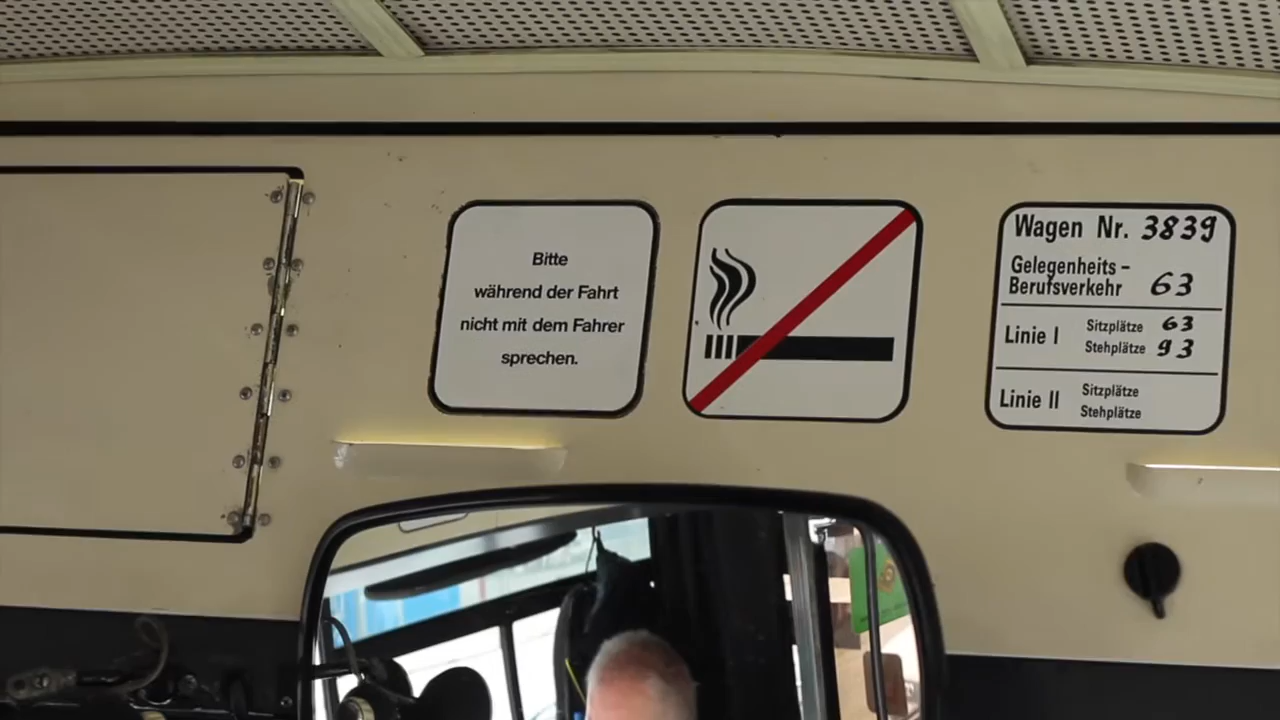 Bitte
während der Fahrt
nicht mit dem Fahrer
sprechen.
Wagen Nr. 3839
Gelegenheits-
Berufsverkehr 63
Linie I Sitzplätze 63
Stehplätze 93
Linie II Sitzplätze
Stehplätze